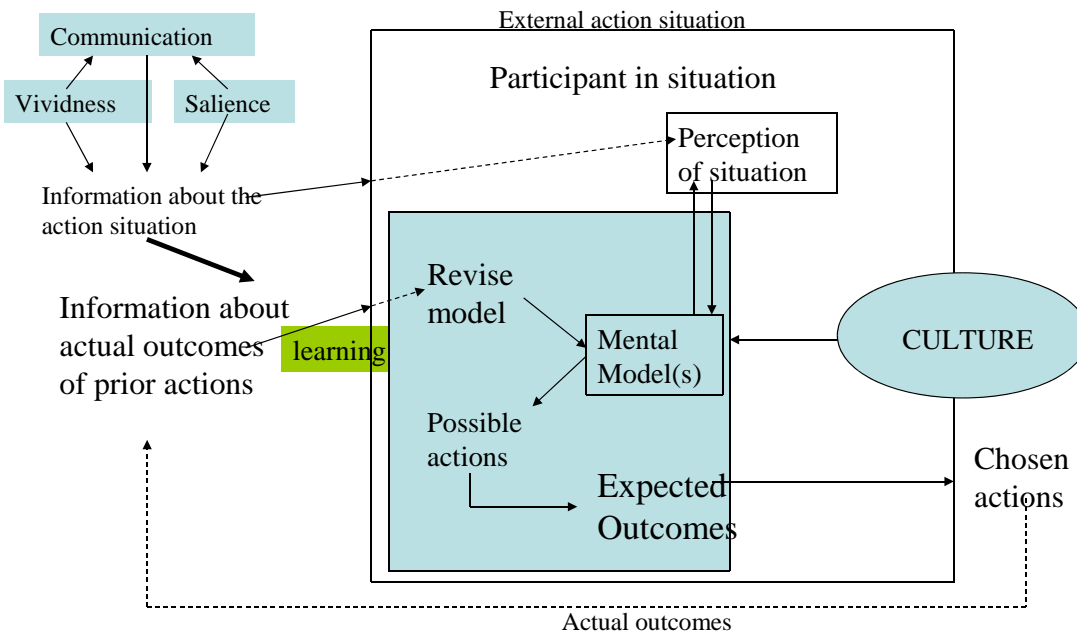 External action situation
Communication
Vividness
Salience
Participant in situation
Perception
of situation
Information about the
action situation
Revise
model
Information about
actual outcomes
of prior actions
learning
Mental
Model(s)
CULTURE
Possible
actions
Expected
Outcomes
Chosen
actions
Actual outcomes